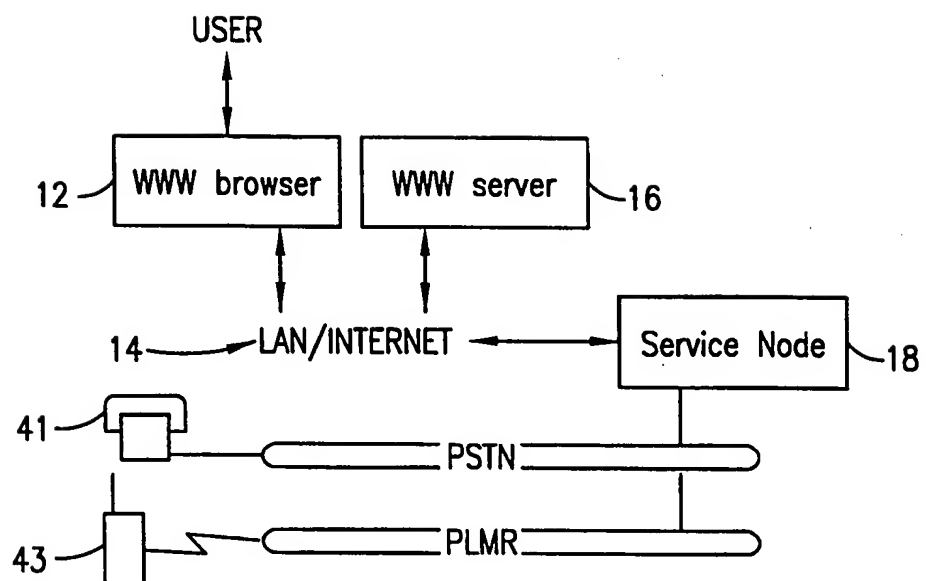 USER
12
WWW browser
WWW server
16
14
LAN/INTERNET
Service Node
18
41
PSTN
43
PLMR